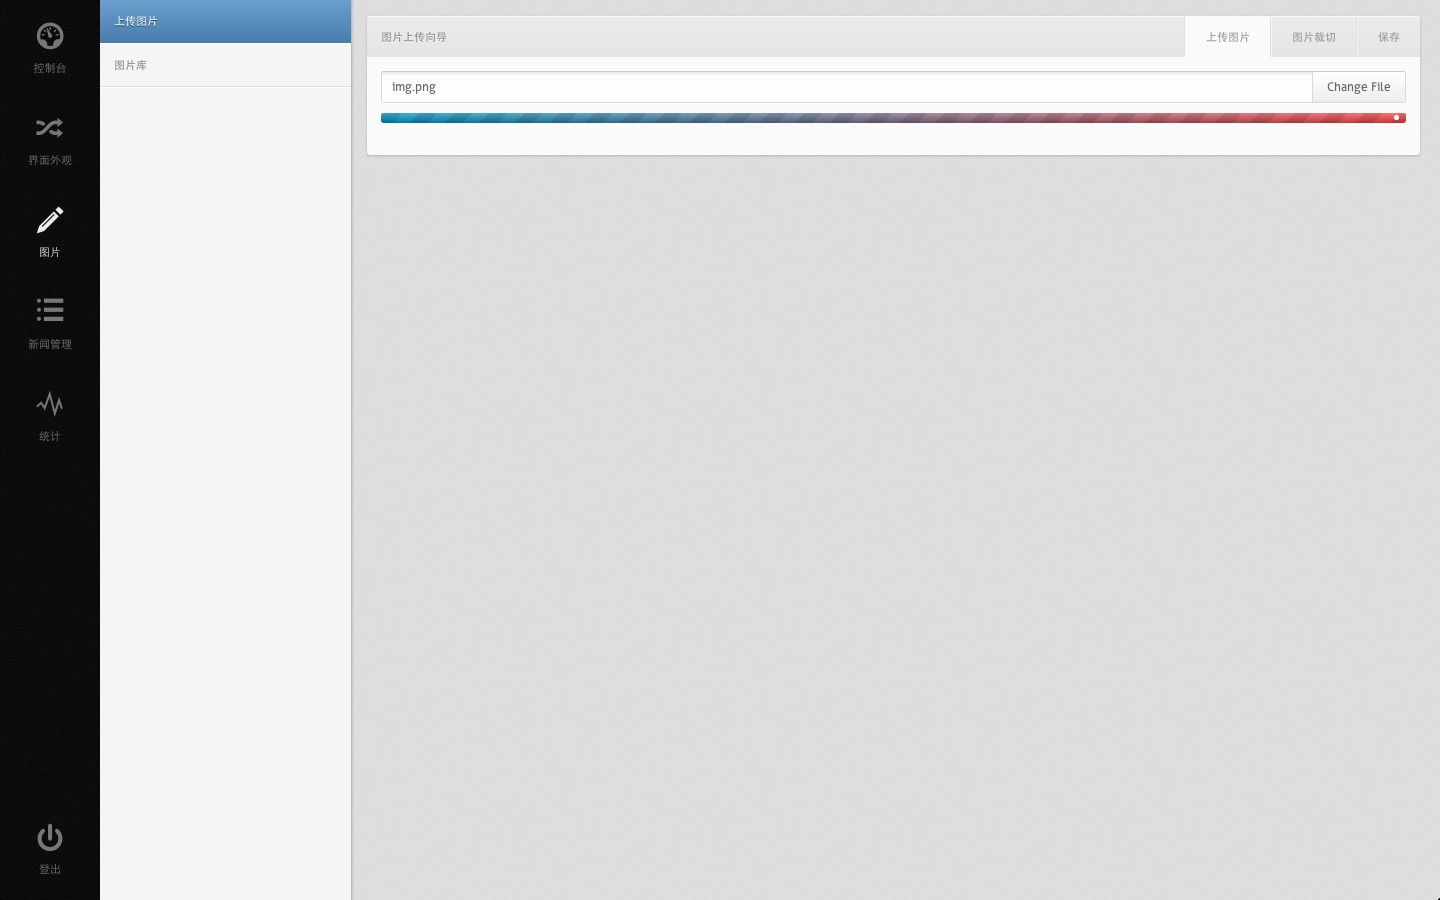 控制台
界面外观
图片
新闻管理
统计
登出
上传图片
图片库
图片上传向导
上传图片
图片裁切
保存
img.png
Change File